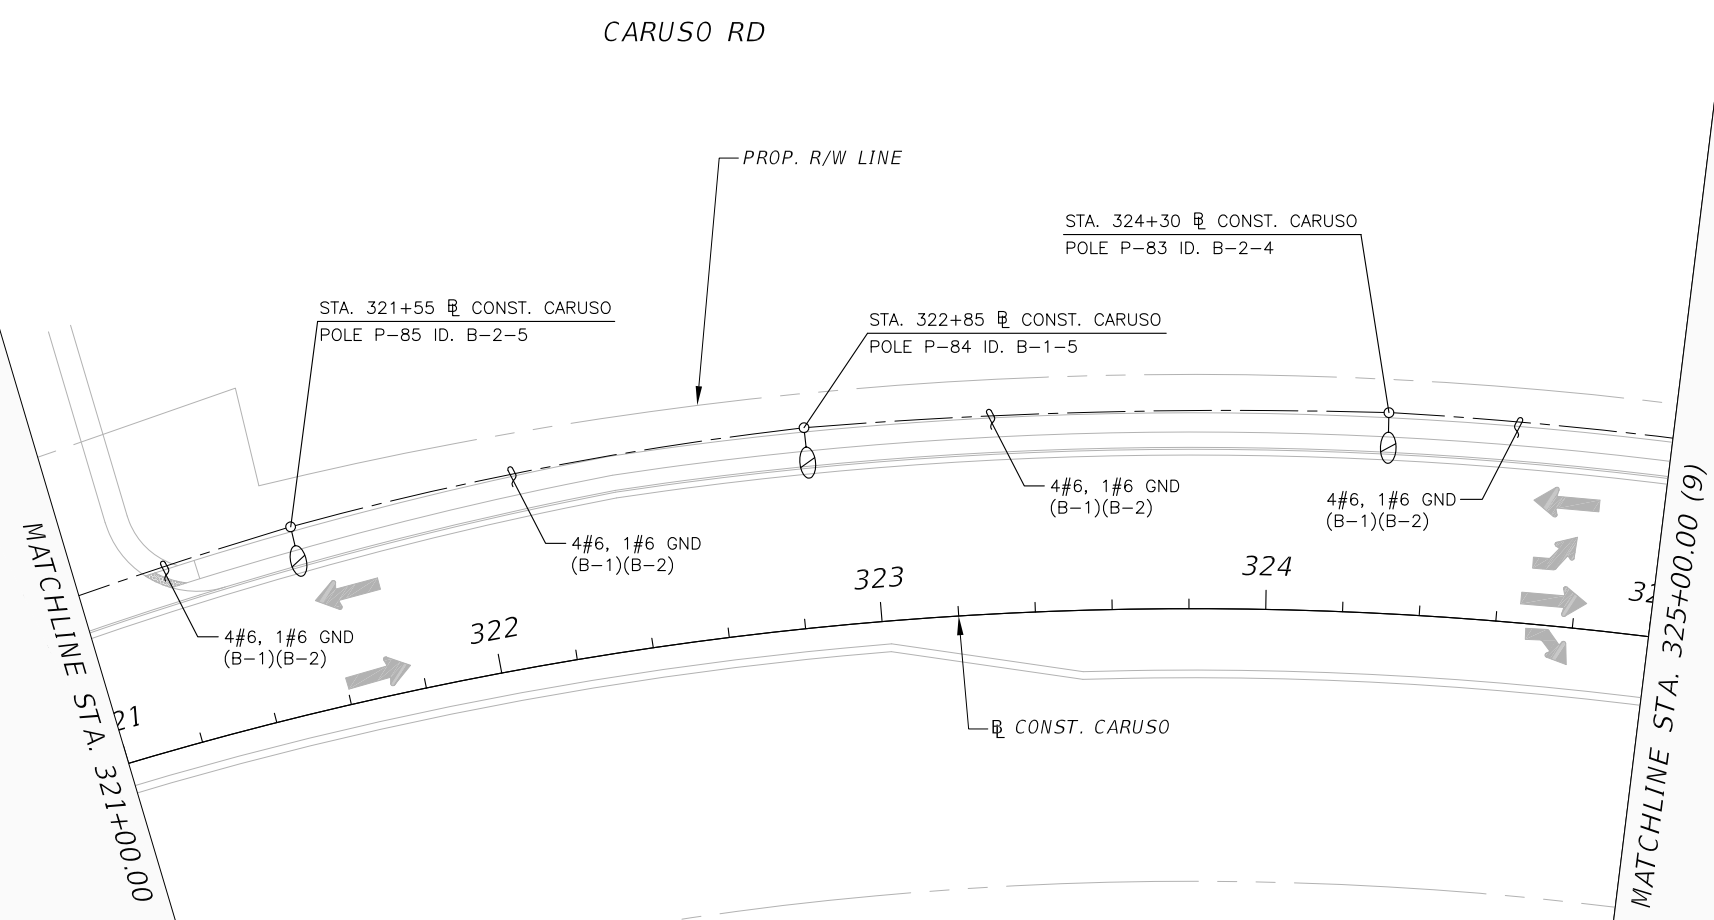 CARUSO RD
PROP. R/W LINE
STA. 324+30 ⅊ CONST. CARUSO
POLE P-83 ID. B-2-4
STA. 321+55 ⅊ CONST. CARUSO
POLE P-85 ID. B-2-5
STA. 322+85 ⅊ CONST. CARUSO
POLE P-84 ID. B-1-5
4#6, 1#6 GND
(B-1)(B-2)
4#6, 1#6 GND
(B-1)(B-2)
4#6, 1#6 GND
(B-1)(B-2)
4#6, 1#6 GND
(B-1)(B-2)
21
322
323
324
32
⅊ CONST. CARUSO
MATCHLINE STA. 321+00.00
MATCHLINE STA. 325+00.00 (9)